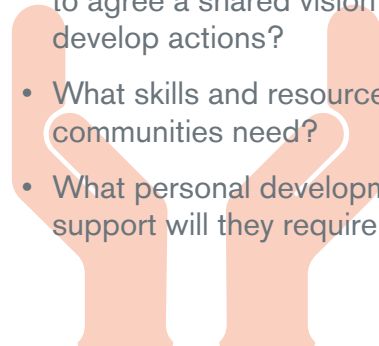 to agree a shared vision
develop actions?
• What skills and resource
communities need?
• What personal developm
support will they require